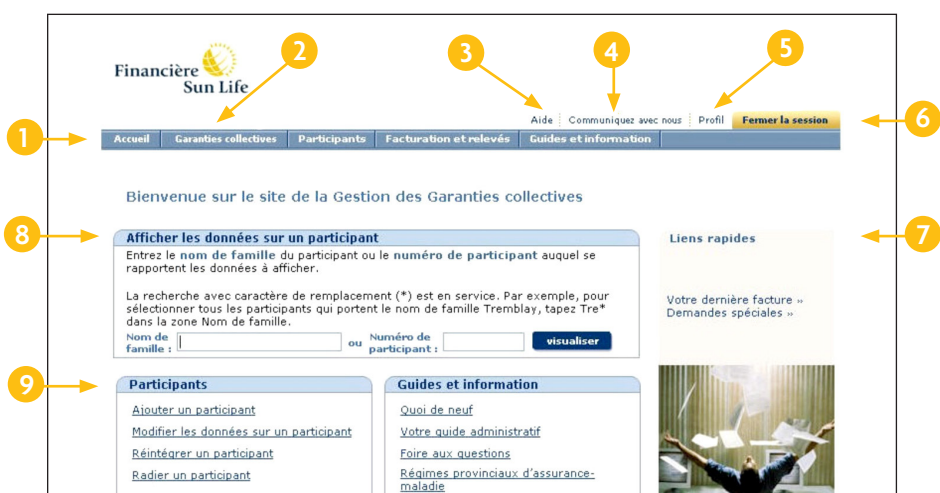 2
3
4
5
Financière
Sun Life
Aide Communiquez avec nous Profil Fermer la session
6
1
Accueil Garanties collectives Participants Facturation et relevés Guides et information
Bienvenue sur le site de la Gestion des Garanties collectives
8
Afficher les données sur un participant
Entrez le nom de famille du participant ou le numéro de participant auquel se
rapportent les données à afficher.
La recherche avec caractère de remplacement (*) est en service. Par exemple, pour
sélectionner tous les participants qui portent le nom de famille Tremblay, tapez Tre*
dans la zone Nom de famille.
Nom de
famille :
ou
Numéro de
participant :
visualiser
Liens rapides
7
Votre dernière facture »
Demandes spéciales »
9
Participants
Ajouter un participant
Modifier les données sur un participant
Réintégrer un participant
Radier un participant
Guides et information
Quoi de neuf
Votre guide administratif
Foire aux questions
Régimes provinciaux d'assurance-
maladie